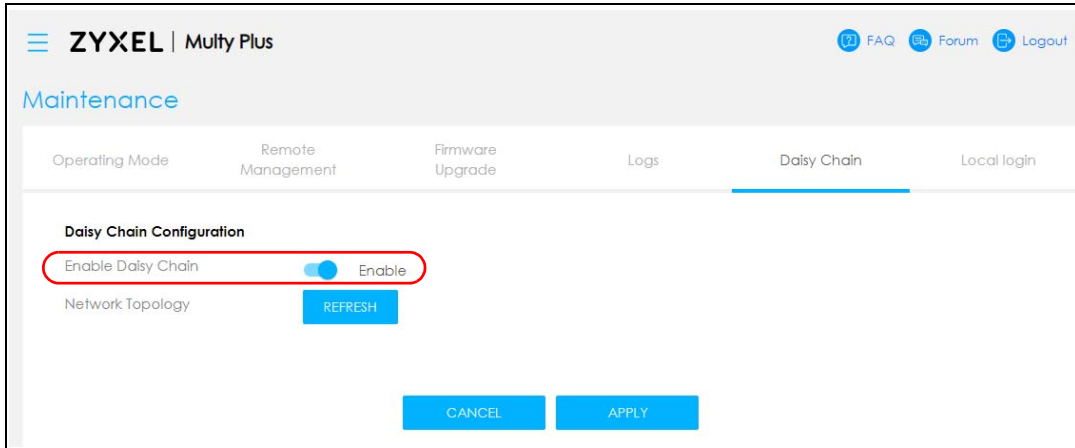 ZYXEL | Multy Plus
FAQ
Forum
Logout
Maintenance
Operating Mode
Remote
Management
Firmware
Upgrade
Logs
Daisy Chain
Local login
Daisy Chain Configuration
Enable Daisy Chain
Enable
Network Topology
REFRESH
CANCEL
APPLY